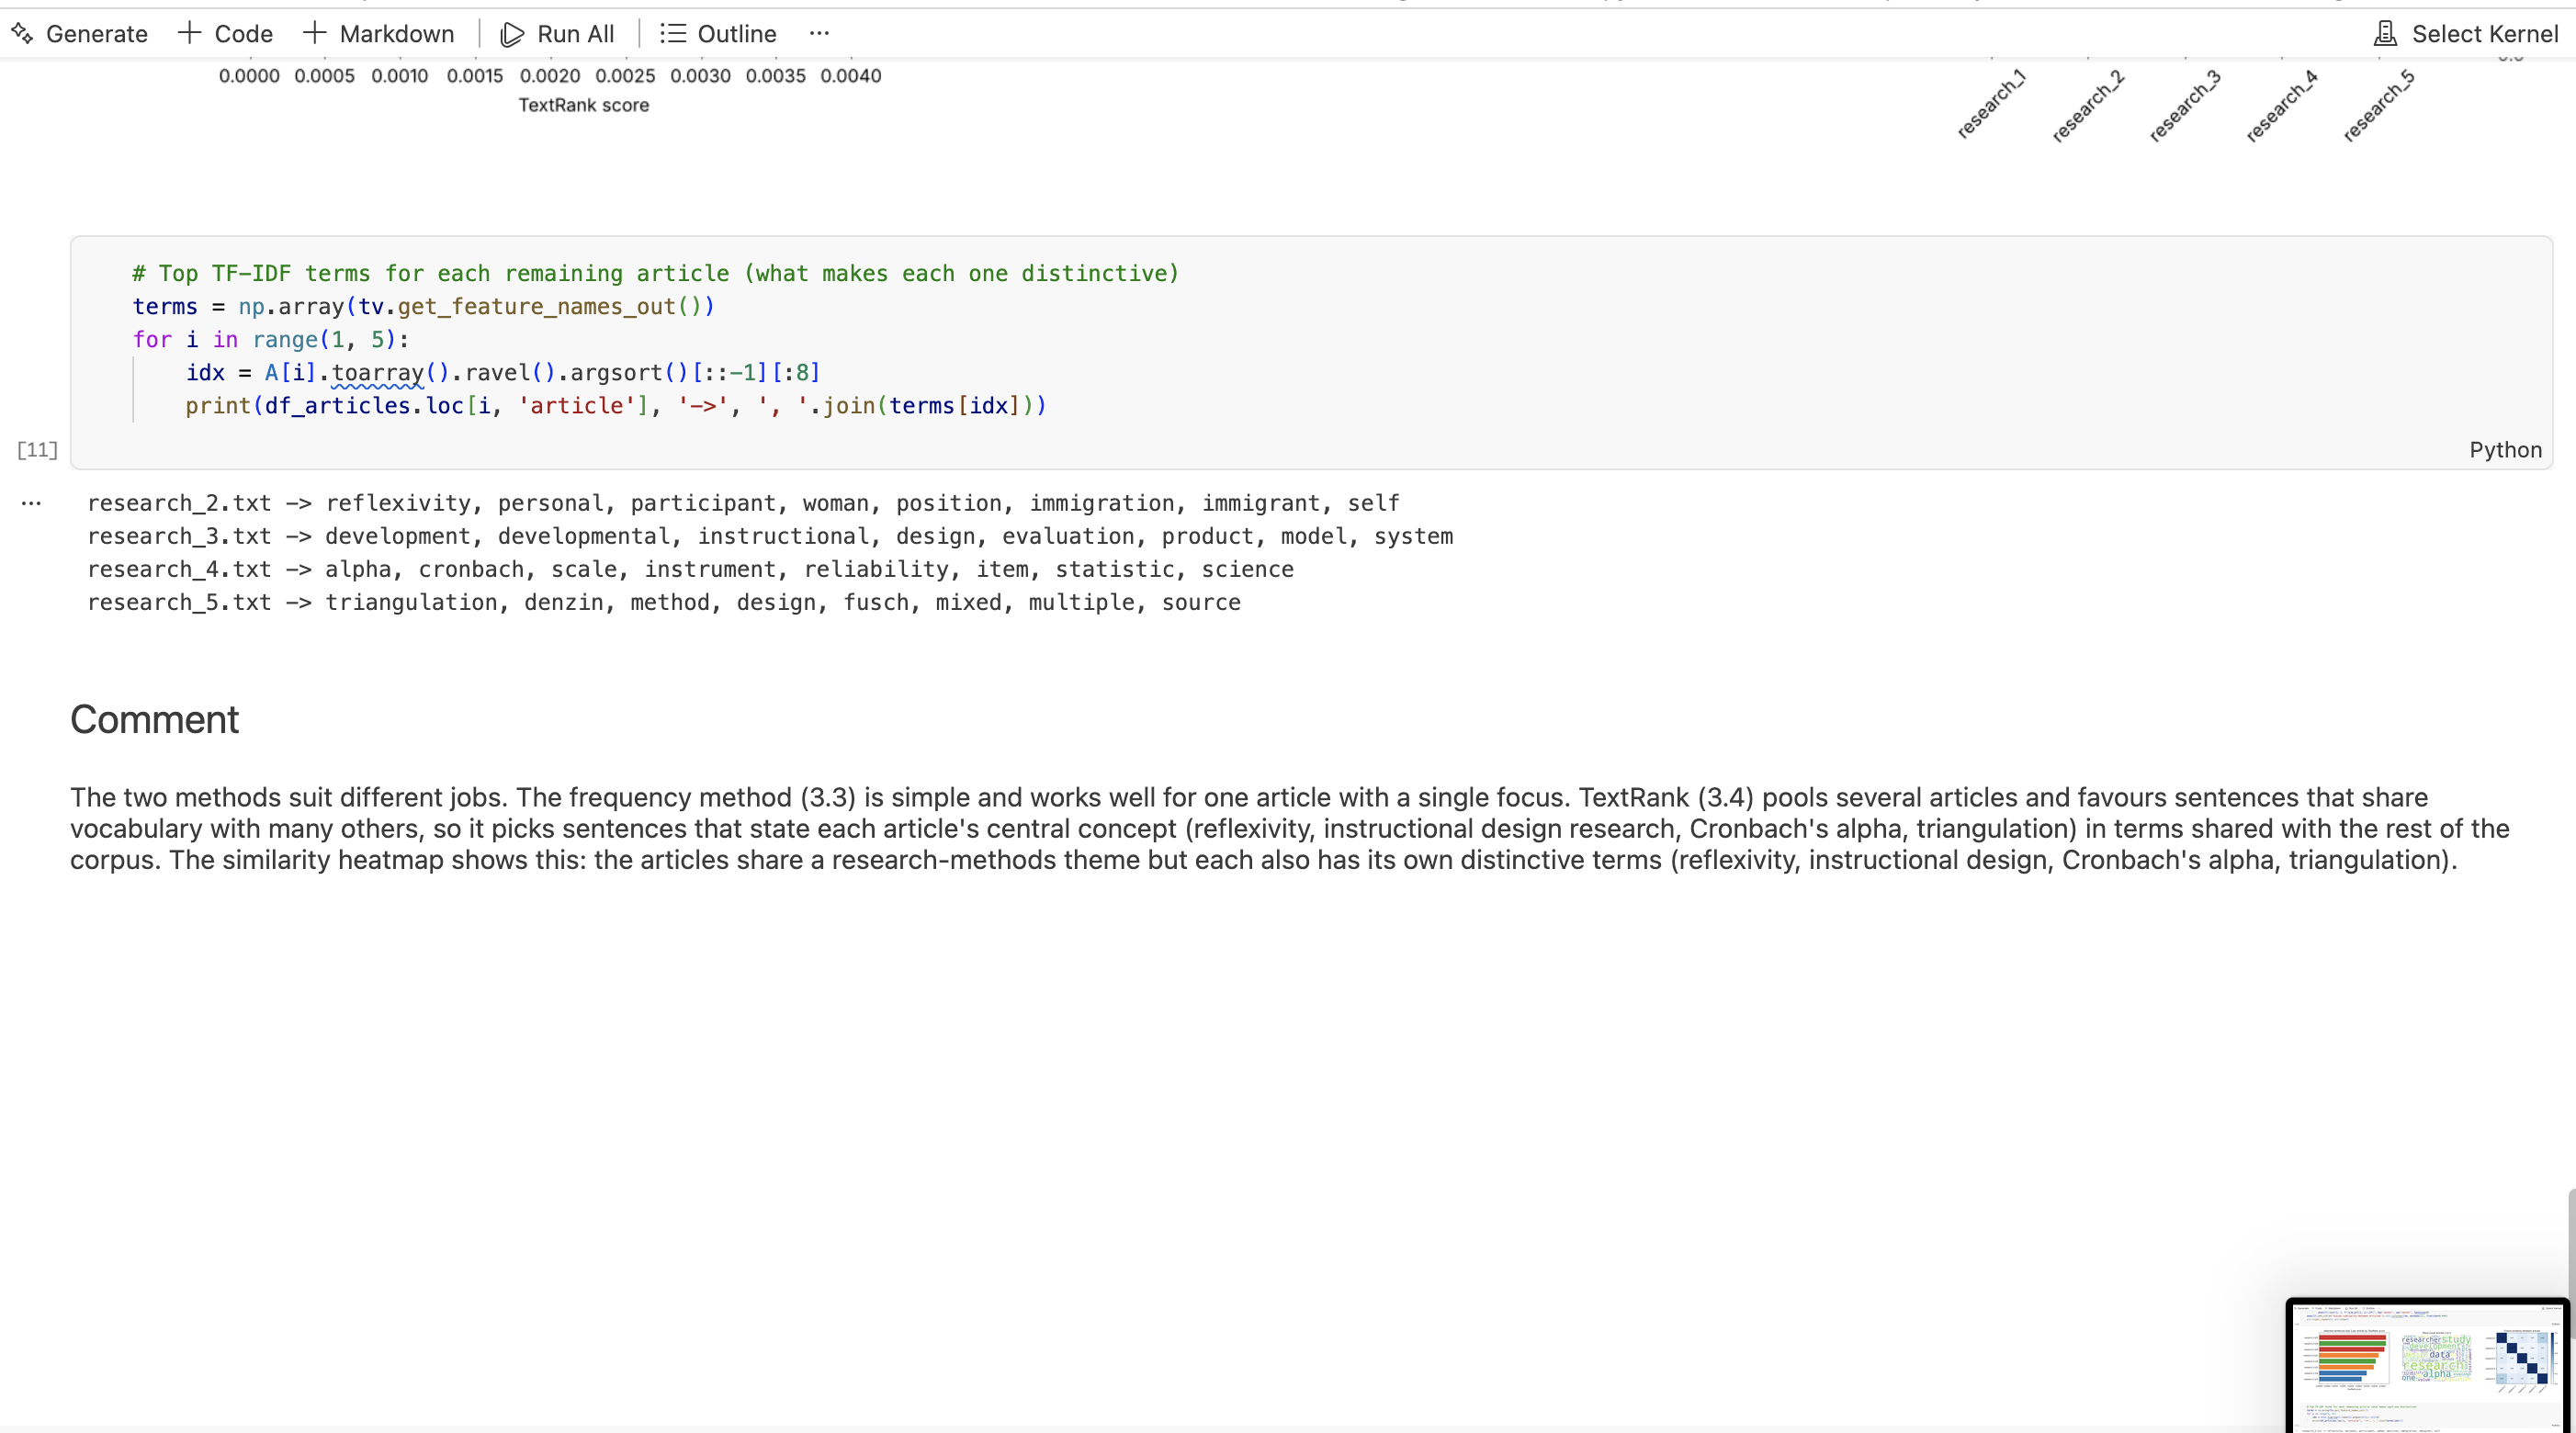 Generate Code Markdown Run All Outline ... Select Kernel
0.0000 0.0005 0.0010 0.0015 0.0020 0.0025 0.0030 0.0035 0.0040
TextRank score
research_1 research_2 research_3 research_4 research_5
# Top TF-IDF terms for each remaining article (what makes each one distinctive)
terms = np.array(tv.get_feature_names_out())
for i in range(1, 5):
    idx = A[i].toarray().ravel().argsort()[::-1][:8]
    print(df_articles.loc[i, 'article'], '->', ', '.join(terms[idx]))
[11] Python
... research_2.txt -> reflexivity, personal, participant, woman, position, immigration, immigrant, self
research_3.txt -> development, developmental, instructional, design, evaluation, product, model, system
research_4.txt -> alpha, cronbach, scale, instrument, reliability, item, statistic, science
research_5.txt -> triangulation, denzin, method, design, fusch, mixed, multiple, source
Comment
The two methods suit different jobs. The frequency method (3.3) is simple and works well for one article with a single focus. TextRank (3.4) pools several articles and favours sentences that share
vocabulary with many others, so it picks sentences that state each article's central concept (reflexivity, instructional design research, Cronbach's alpha, triangulation) in terms shared with the rest of the
corpus. The similarity heatmap shows this: the articles share a research-methods theme but each also has its own distinctive terms (reflexivity, instructional design, Cronbach's alpha, triangulation).
researcher study
development
data
research
one alpha